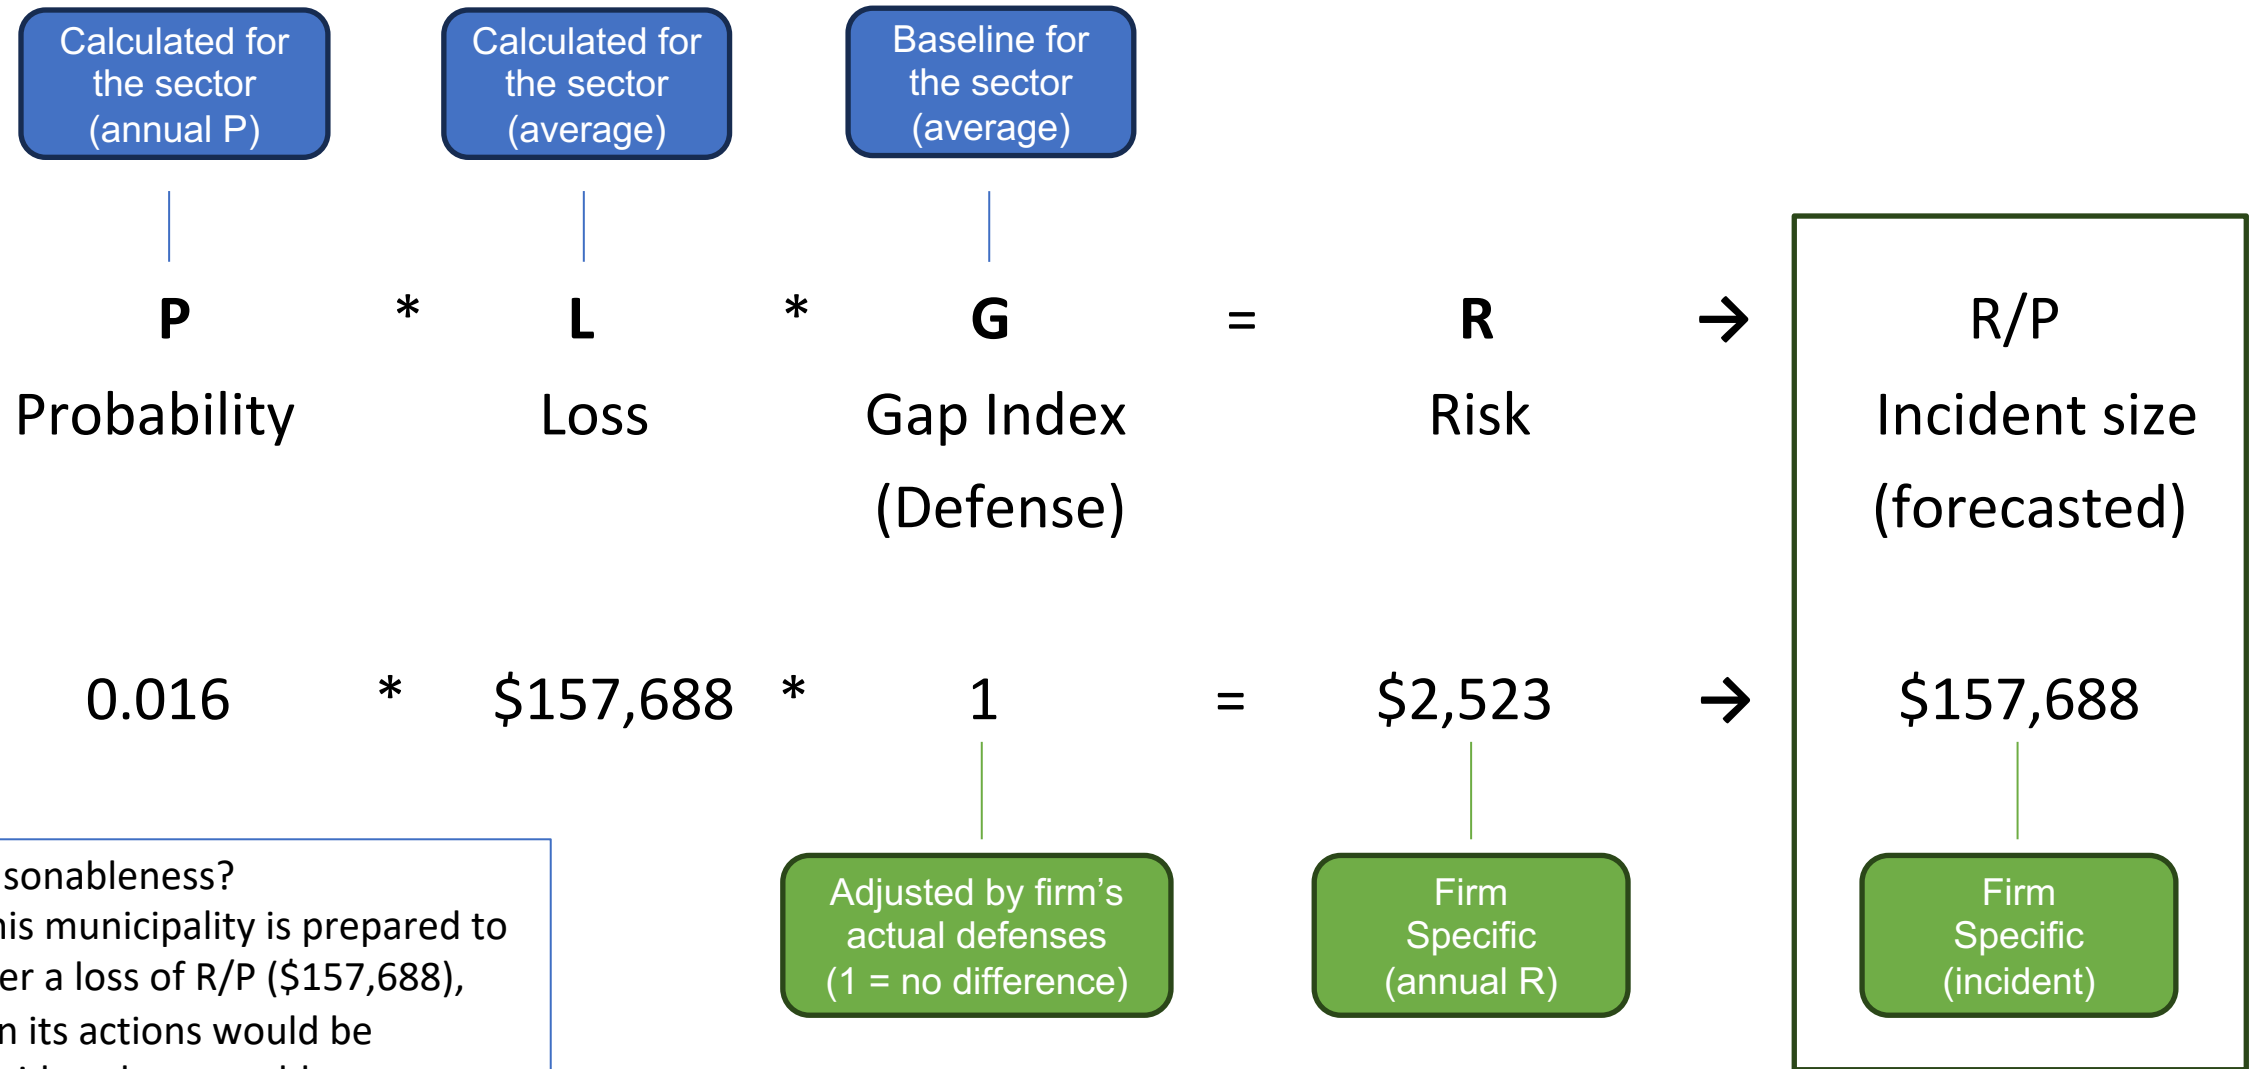 Calculated for
the sector
(annual P)
Calculated for
the sector
(average)
Baseline for
the sector
(average)
P * L * G = R → R/P
Probability Loss Gap Index Risk Incident size
(Defense) (forecasted)
0.016 * $157,688 * 1 = $2,523 → $157,688
sonableness?
his municipality is prepared to
er a loss of R/P ($157,688),
n its actions would be
Adjusted by firm’s
actual defenses
(1 = no difference)
Firm
Specific
(annual R)
Firm
Specific
(incident)